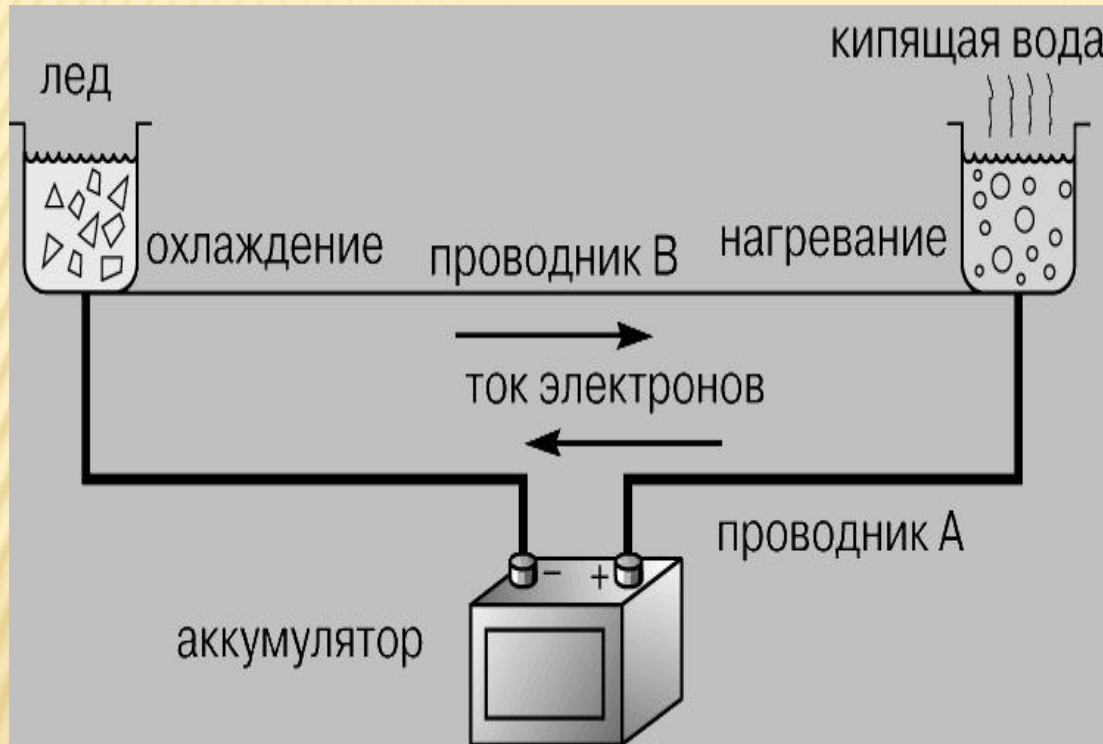 кипящая вода
лед
охлаждение
проводник В
нагревание
ток электронов
проводник А
- +
аккумулятор